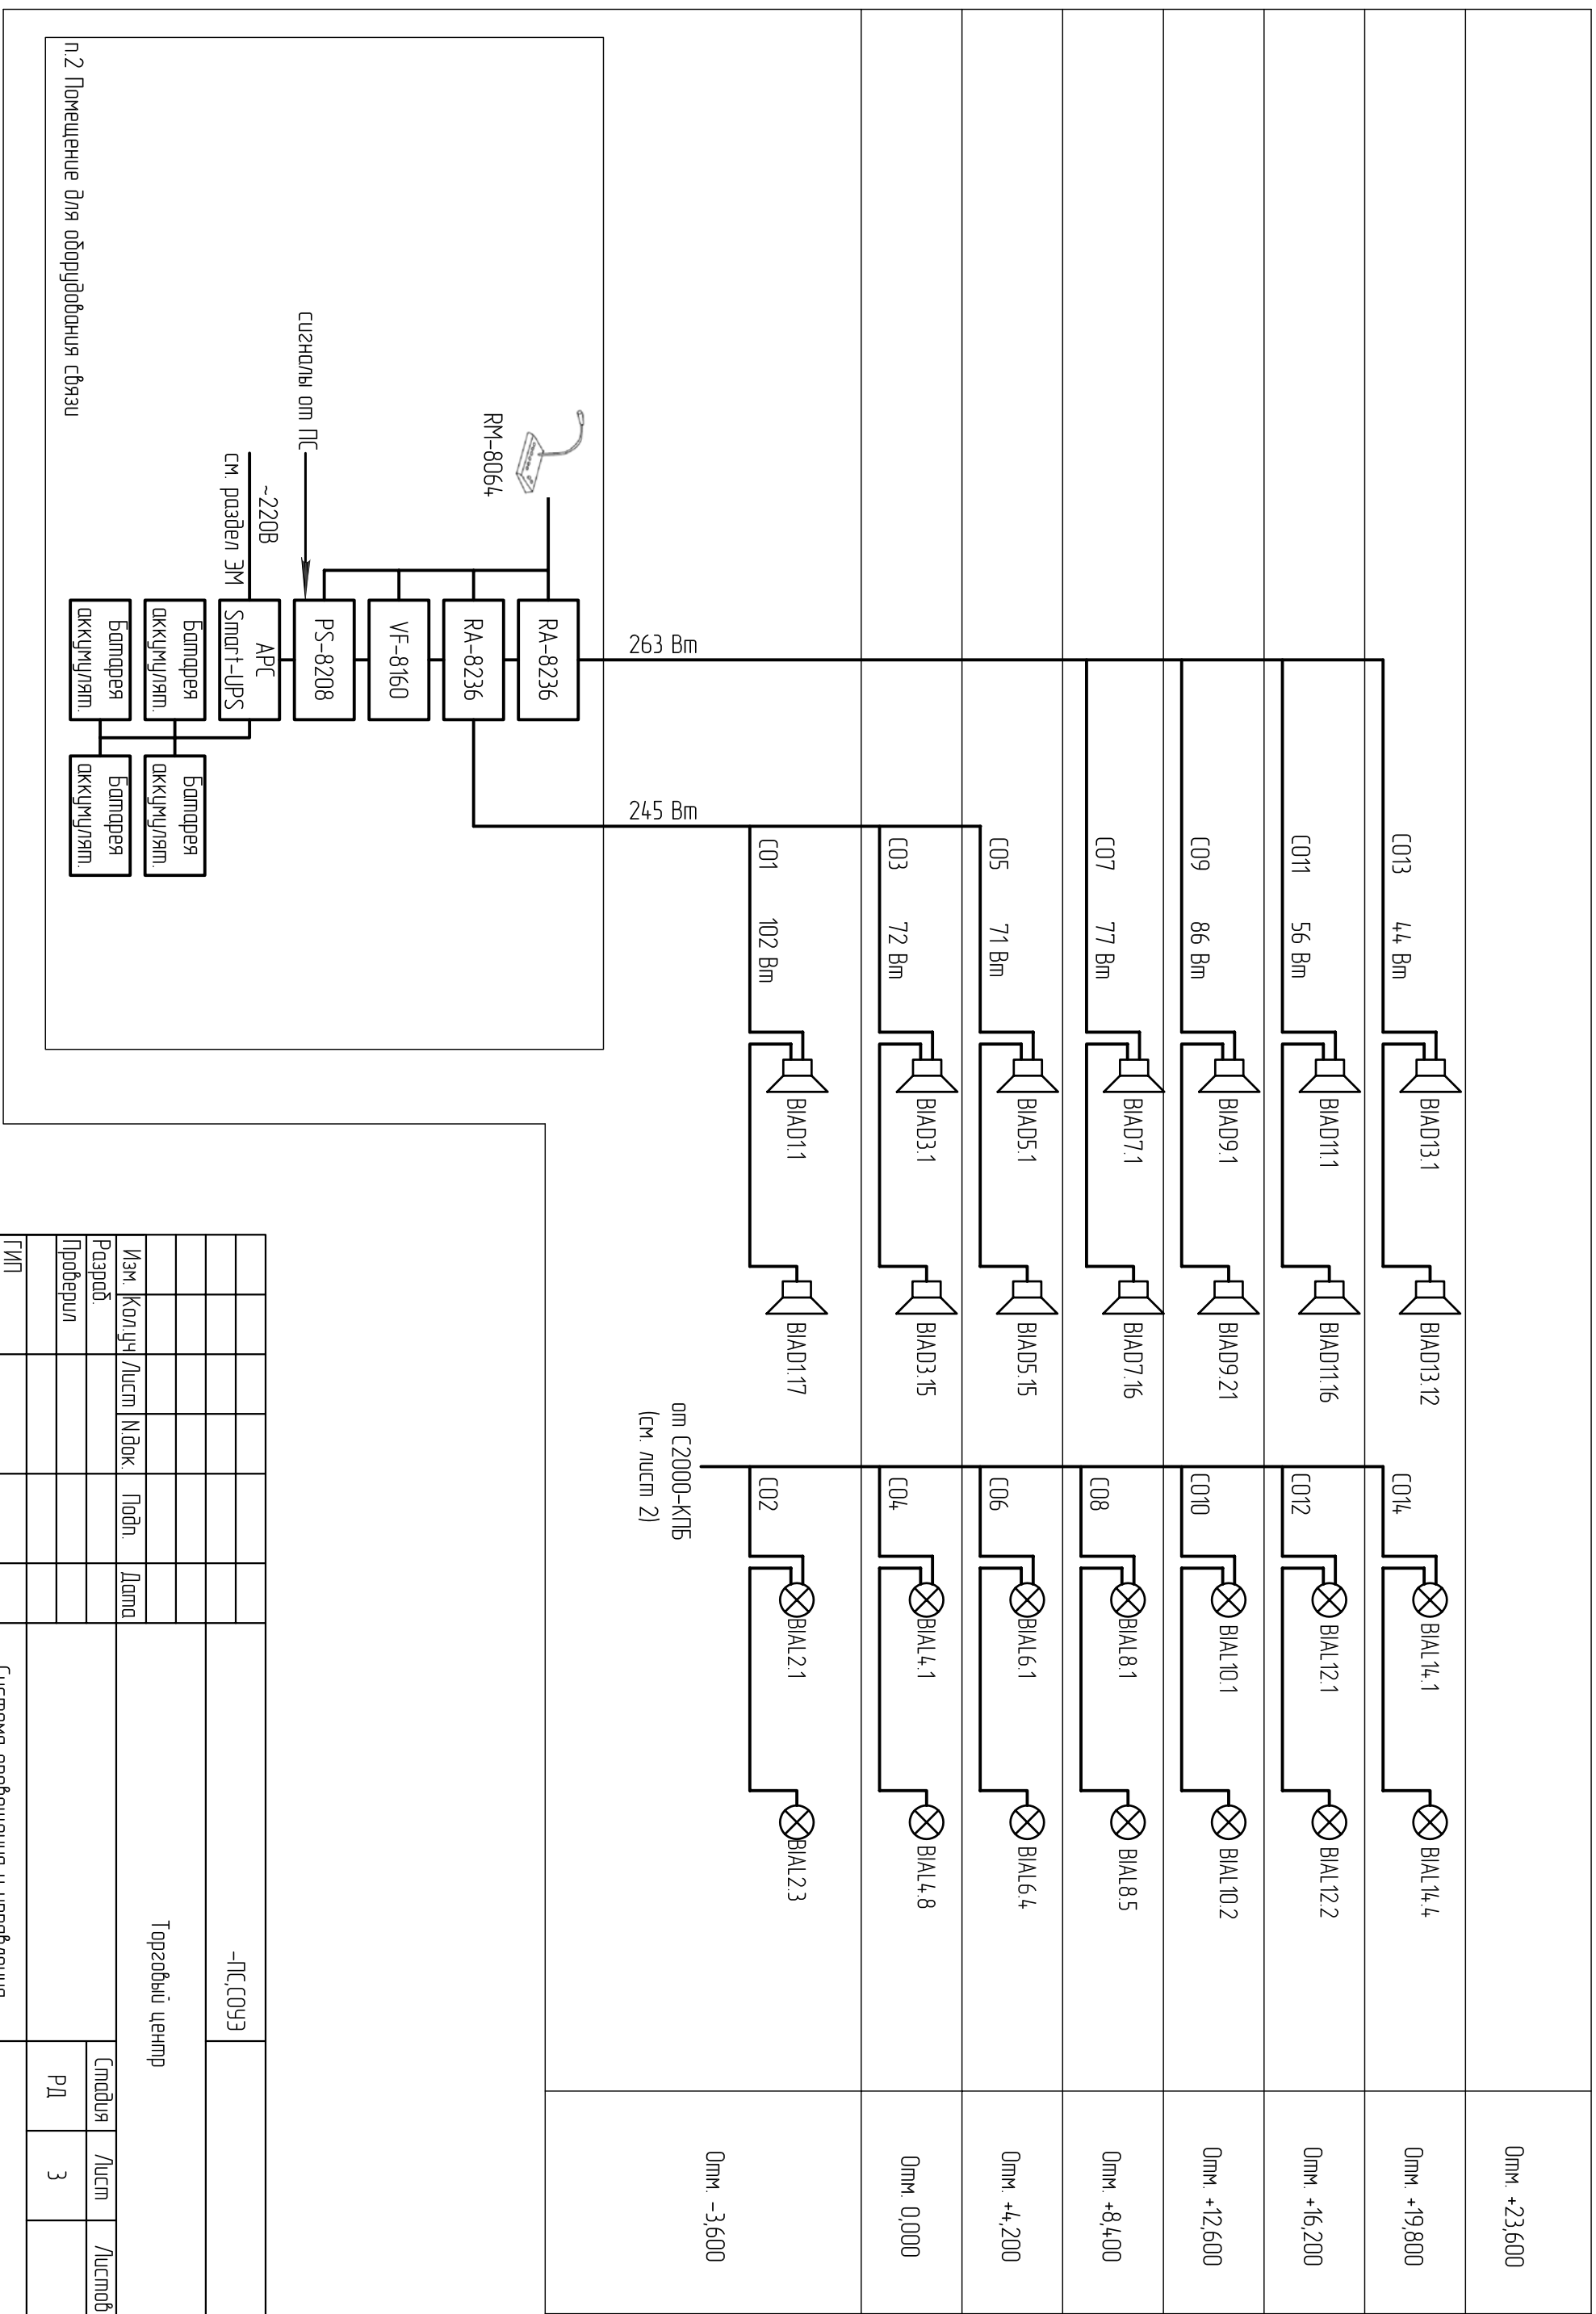 Отм. +23,600
СО13
44 Вт
BIAD13.1
BIAD13.12
СО14
BIAL14.1
BIAL14.4
Отм. +19,800
СО11
56 Вт
BIAD11.1
BIAD11.16
СО12
BIAL12.1
BIAL12.2
Отм. +16,200
СО9
86 Вт
BIAD9.1
BIAD9.21
СО10
BIAL10.1
BIAL10.2
Отм. +12,600
СО7
77 Вт
BIAD7.1
BIAD7.16
СО8
BIAL8.1
BIAL8.5
Отм. +8,400
СО5
71 Вт
BIAD5.1
BIAD5.15
СО6
BIAL6.1
BIAL6.4
Отм. +4,200
СО3
72 Вт
BIAD3.1
BIAD3.15
СО4
BIAL4.1
BIAL4.8
Отм. 0,000
СО1
102 Вт
BIAD1.1
BIAD1.17
СО2
BIAL2.1
BIAL2.3
Отм. -3,600
от С2000-КПБ
(см. лист 2)
263 Вт
245 Вт
RM-8064
RA-8236
RA-8236
VF-8160
PS-8208
сигналы от ПС
APC
Smart-UPS
~220В
см. раздел ЭМ
Батарея
аккумулят.
Батарея
аккумулят.
Батарея
аккумулят.
Батарея
аккумулят.
п.2 Помещение для оборудования связи
-ПС,СОУЭ
Торговый центр
Изм. Кол.уч Лист N.док. Подп. Дата
Разраб.
Проверил
ГИП
Стадия Лист Листов
РД 3
Система оповещения и управления